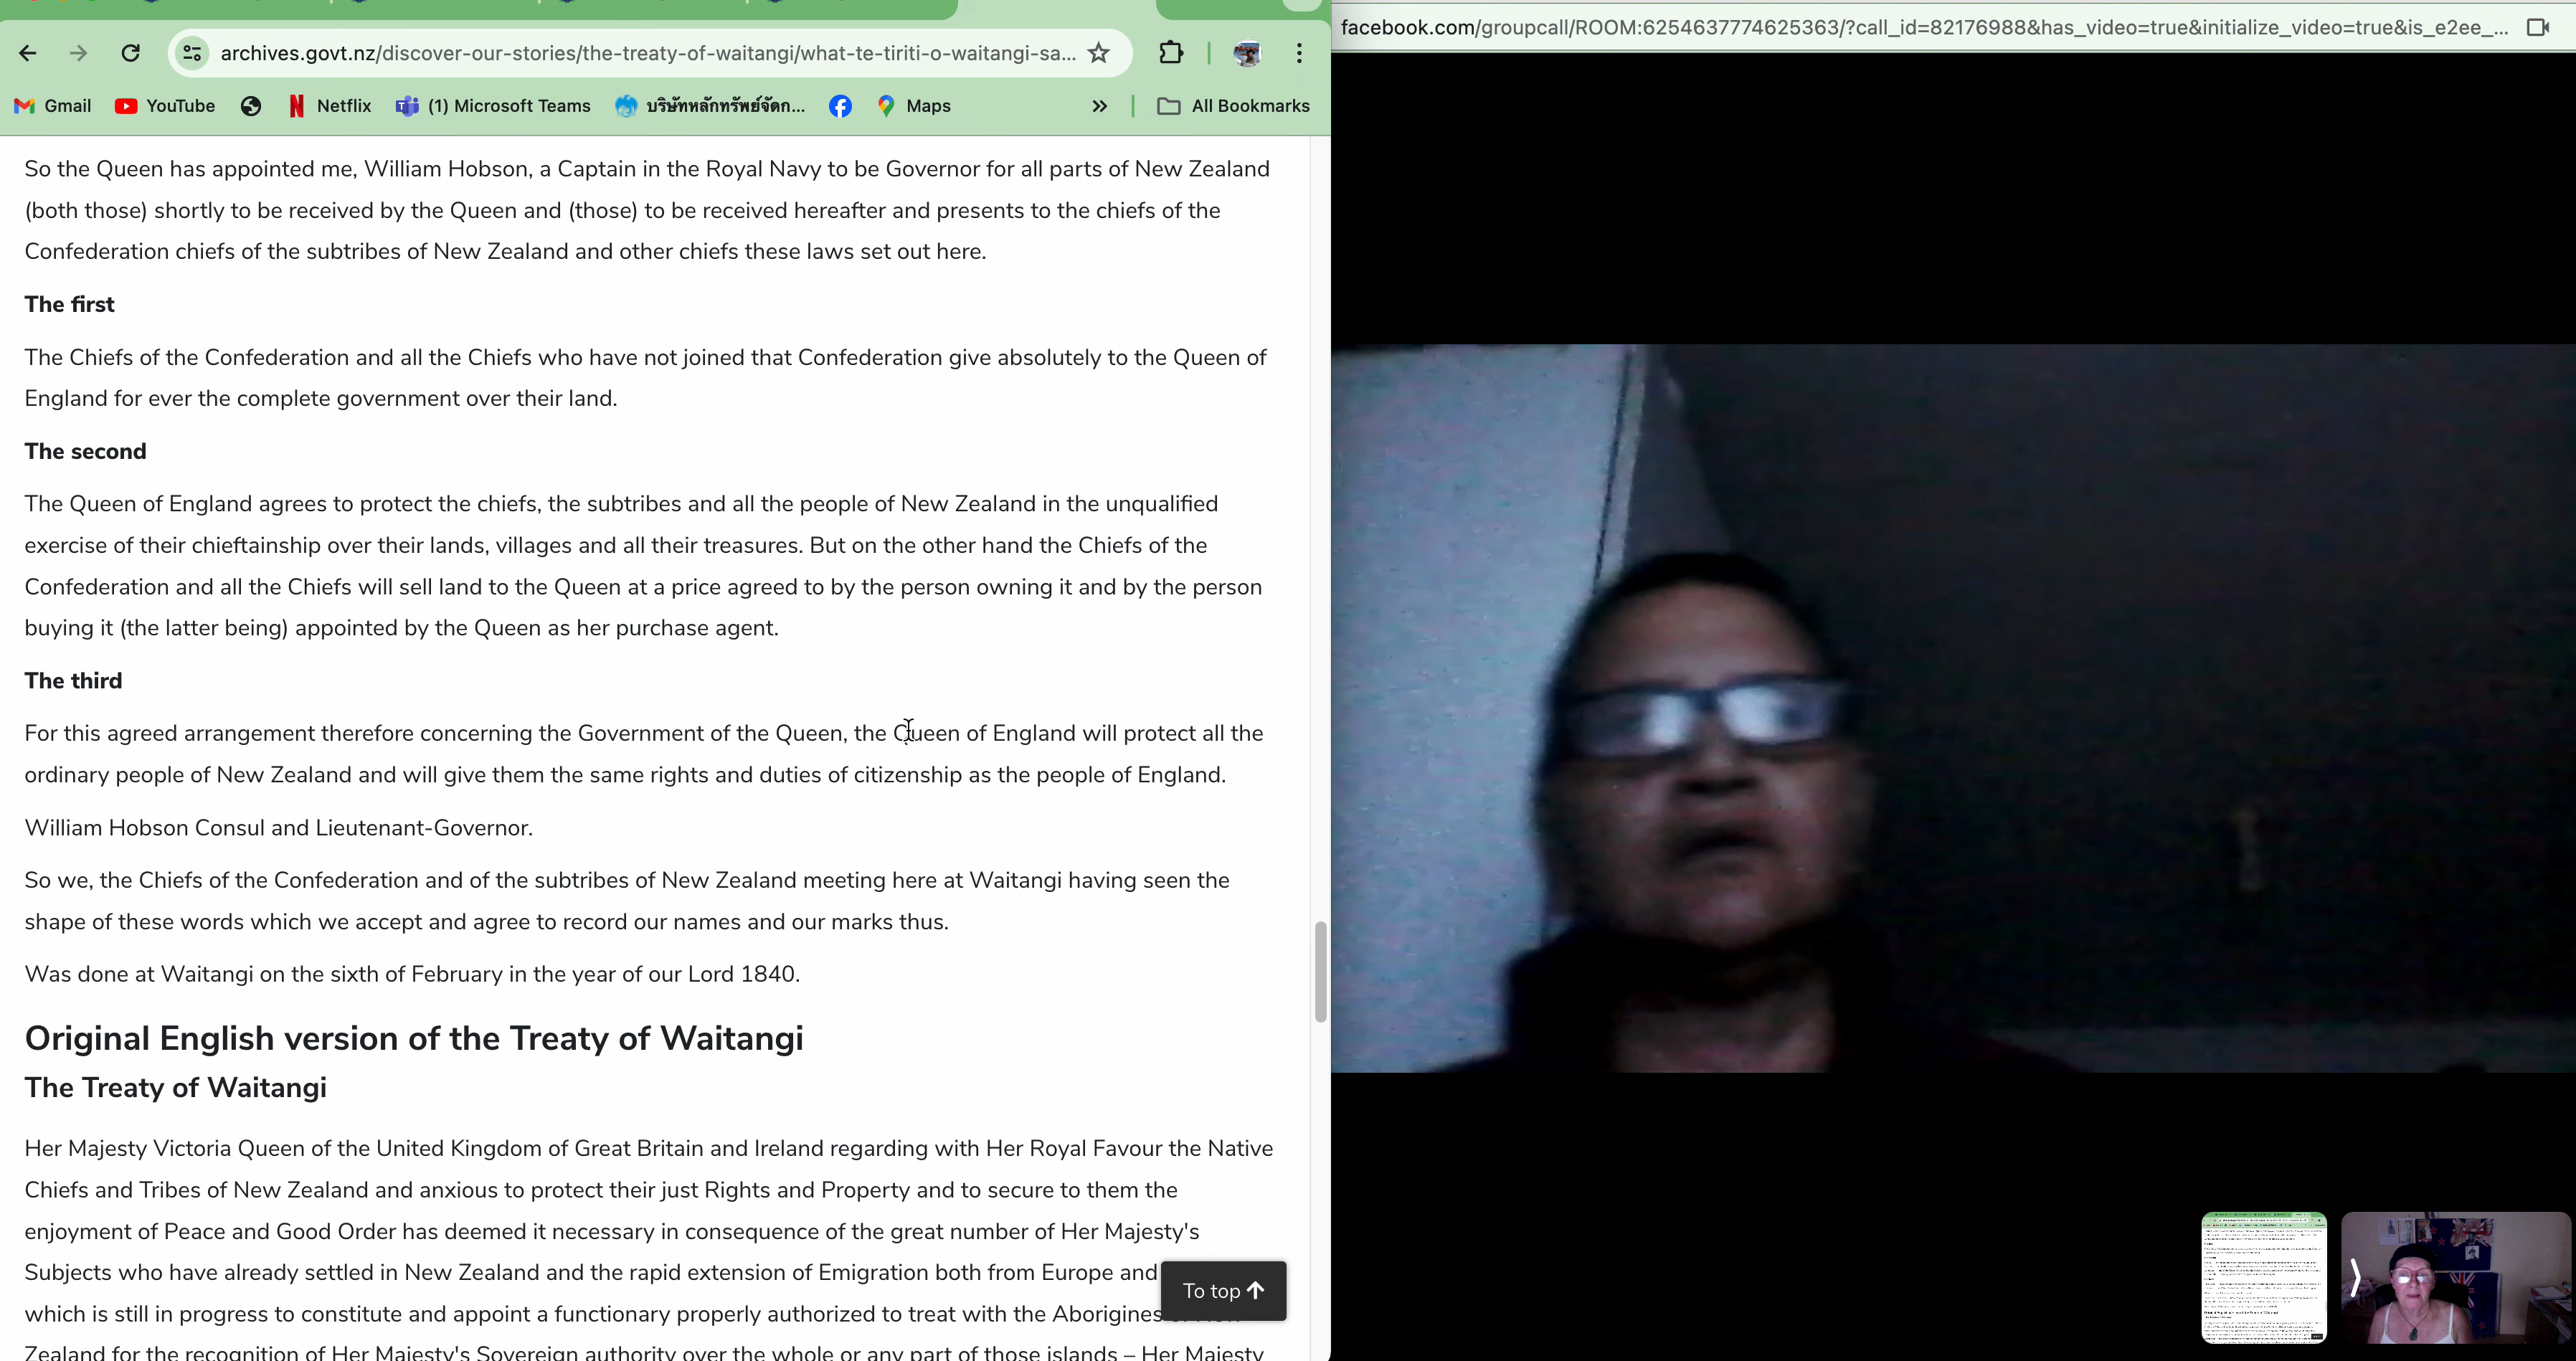 archives.govt.nz/discover-our-stories/the-treaty-of-waitangi/what-te-tiriti-o-waitangi-sa...
facebook.com/groupcall/ROOM:6254637774625363/?call_id=82176988&has_video=true&initialize_video=true&is_e2ee_...
Gmail YouTube Netflix (1) Microsoft Teams บริษัทหลักทรัพย์จัดก... Maps » All Bookmarks
So the Queen has appointed me, William Hobson, a Captain in the Royal Navy to be Governor for all parts of New Zealand
(both those) shortly to be received by the Queen and (those) to be received hereafter and presents to the chiefs of the
Confederation chiefs of the subtribes of New Zealand and other chiefs these laws set out here.
The first
The Chiefs of the Confederation and all the Chiefs who have not joined that Confederation give absolutely to the Queen of
England for ever the complete government over their land.
The second
The Queen of England agrees to protect the chiefs, the subtribes and all the people of New Zealand in the unqualified
exercise of their chieftainship over their lands, villages and all their treasures. But on the other hand the Chiefs of the
Confederation and all the Chiefs will sell land to the Queen at a price agreed to by the person owning it and by the person
buying it (the latter being) appointed by the Queen as her purchase agent.
The third
For this agreed arrangement therefore concerning the Government of the Queen, the Queen of England will protect all the
ordinary people of New Zealand and will give them the same rights and duties of citizenship as the people of England.
William Hobson Consul and Lieutenant-Governor.
So we, the Chiefs of the Confederation and of the subtribes of New Zealand meeting here at Waitangi having seen the
shape of these words which we accept and agree to record our names and our marks thus.
Was done at Waitangi on the sixth of February in the year of our Lord 1840.
Original English version of the Treaty of Waitangi
The Treaty of Waitangi
Her Majesty Victoria Queen of the United Kingdom of Great Britain and Ireland regarding with Her Royal Favour the Native
Chiefs and Tribes of New Zealand and anxious to protect their just Rights and Property and to secure to them the
enjoyment of Peace and Good Order has deemed it necessary in consequence of the great number of Her Majesty's
Subjects who have already settled in New Zealand and the rapid extension of Emigration both from Europe and
To top
which is still in progress to constitute and appoint a functionary properly authorized to treat with the Aborigines
Zealand for the recognition of Her Majesty's Sovereign authority over the whole or any part of those islands – Her Majesty